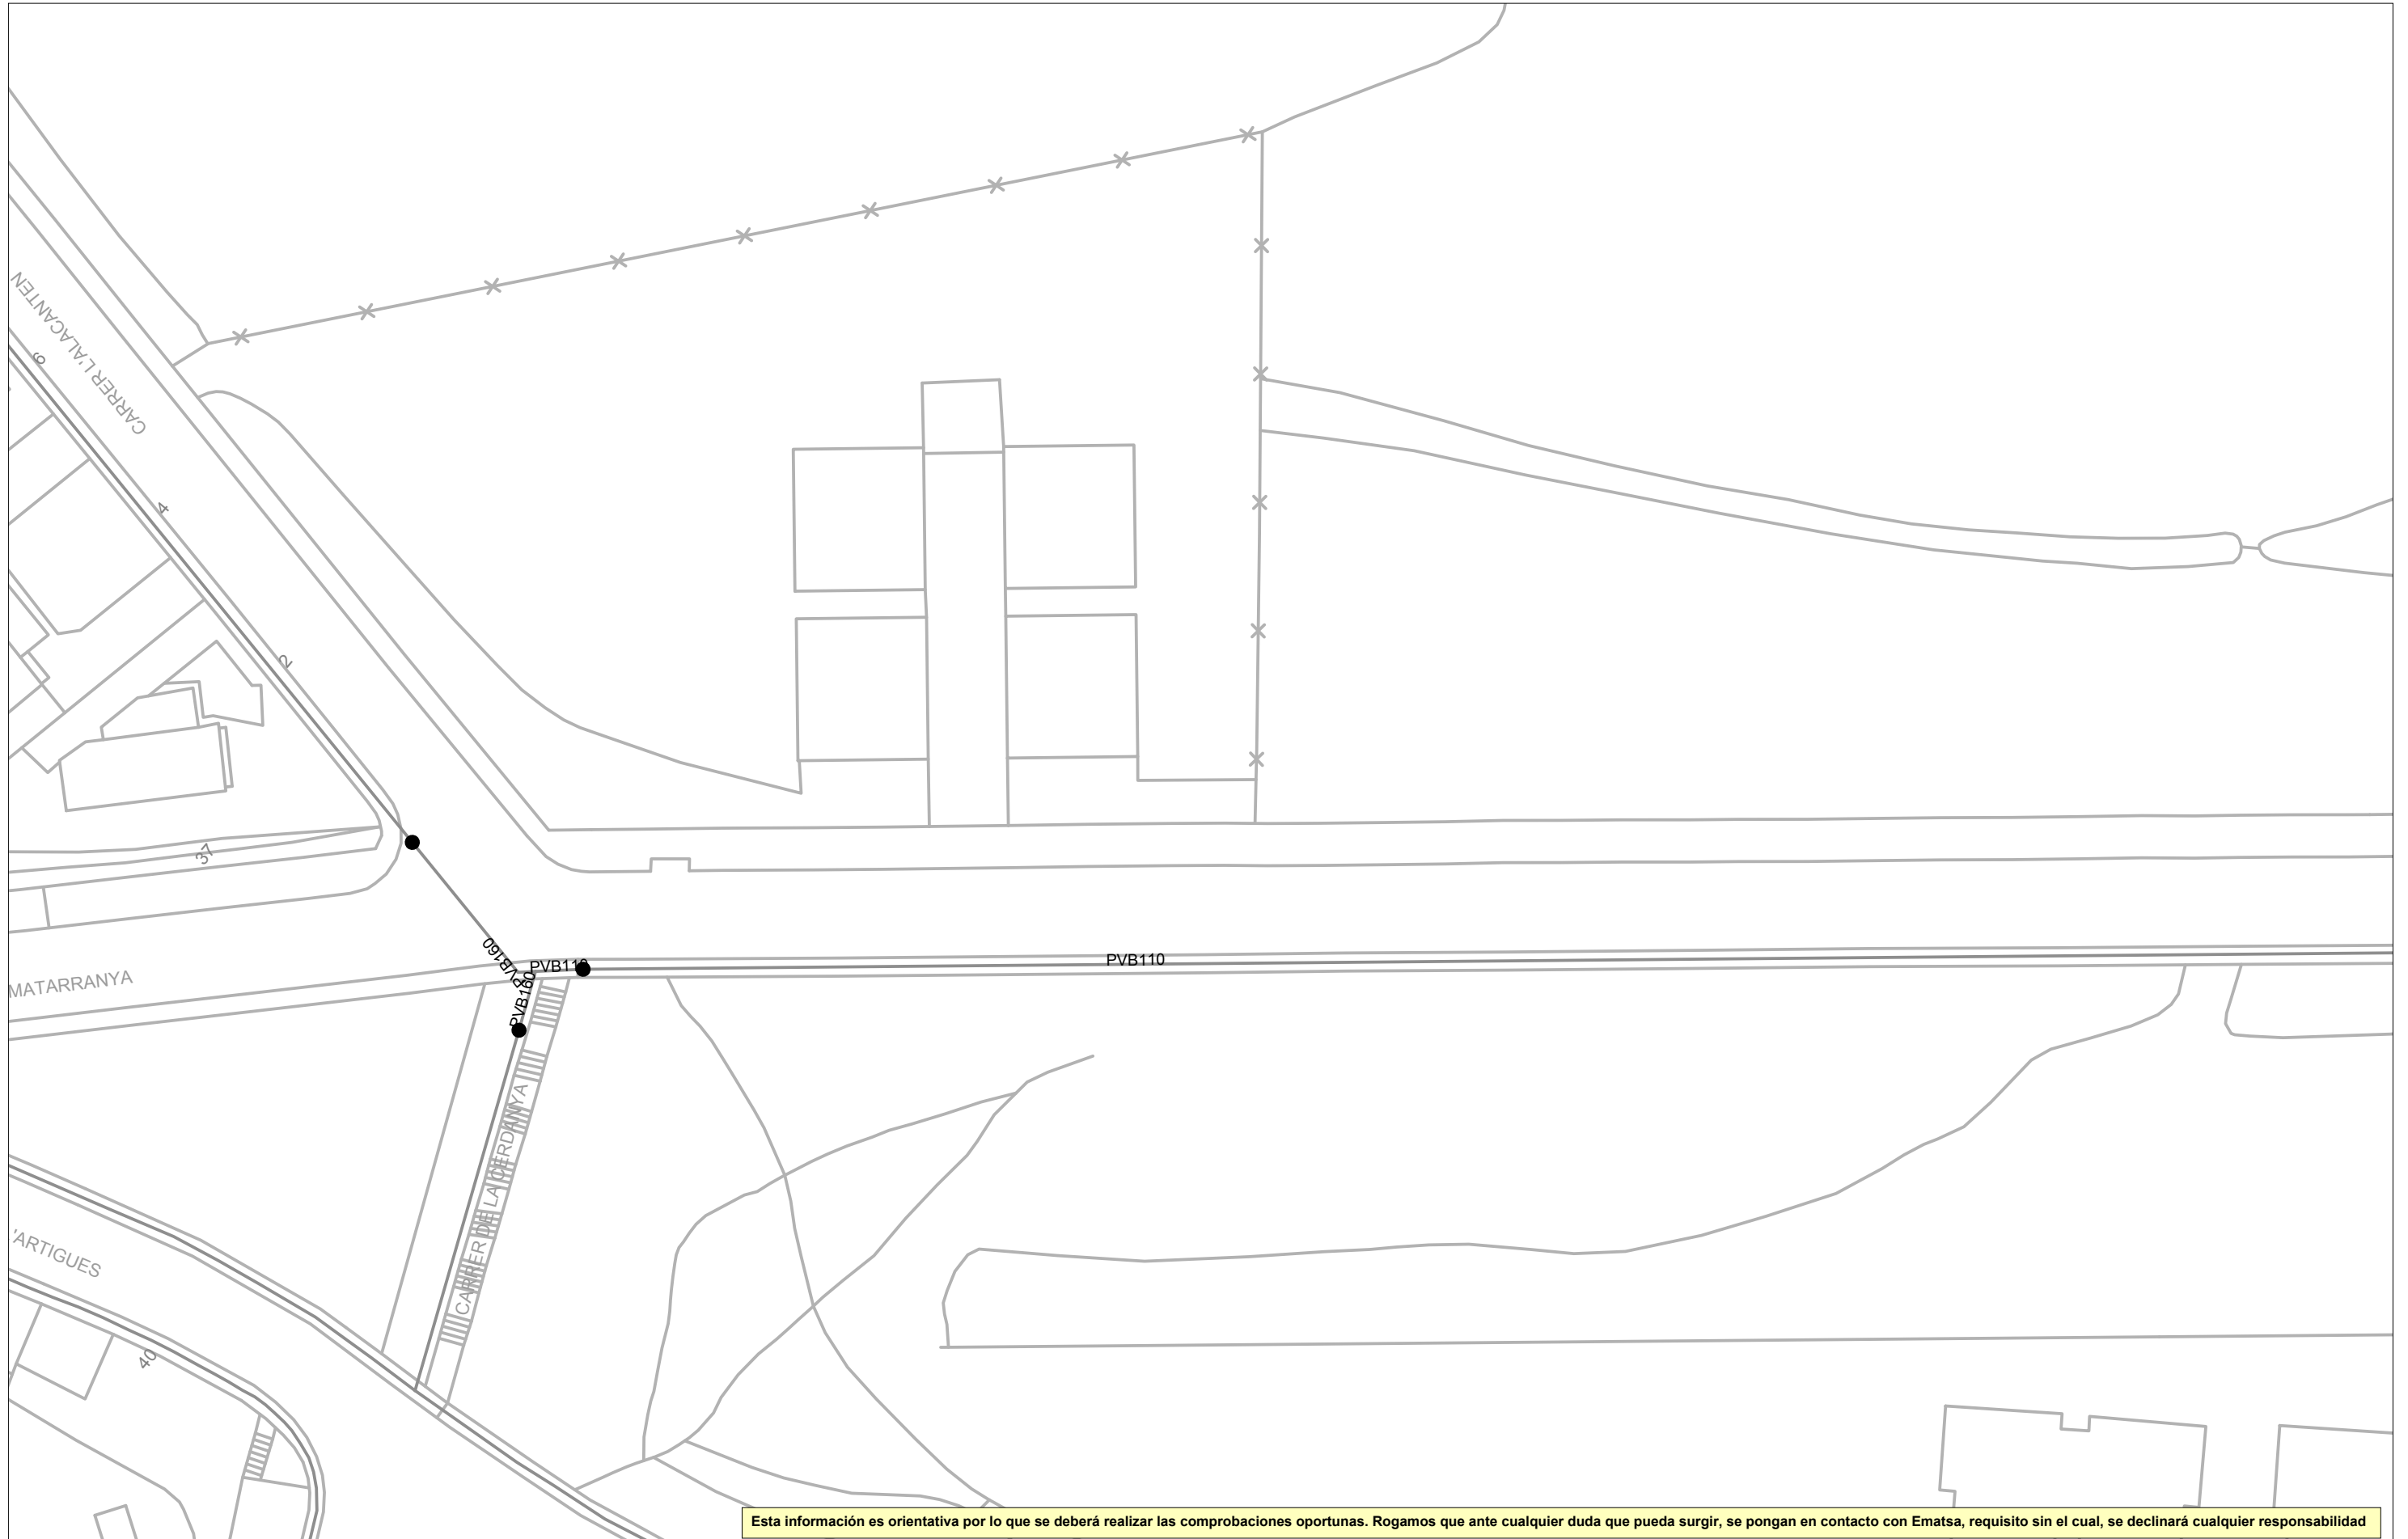 CARRER L'ALACANTEN
6
4
2
37
PVB160
PVB110
PVB110
MATARRANYA
PVB160
CARRER DE LA CERDANYA
'ARTIGUES
40
Esta información es orientativa por lo que se deberá realizar las comprobaciones oportunas. Rogamos que ante cualquier duda que pueda surgir, se pongan en contacto con Ematsa, requisito sin el cual, se declinará cualquier responsabilidad